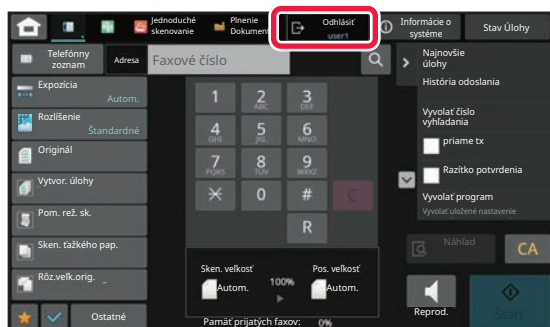 Jednoduché
skenovanie
Plnenie
Dokument
Odhlásiť
user1
Informácie o
systéme
Stav Úlohy
Telefónny
zoznam
Adresa
Faxové číslo
Najnovšie
úlohy
História odoslania
Expozícia
Autom.
Rozlíšenie
Štandardné
Originál
Vytvor. úlohy
Pom. rež. sk.
Sken. ťažkého pap.
Rôz.veľk.orig.
Ostatné
1
2
ABC
3
DEF
4
GHI
5
JKL
6
MNO
7
PQRS
8
TUV
9
WXYZ
0
#
C
R
Sken. veľkosť
Autom.
100%
Pos. veľkosť
Autom.
Pamäť prijatých faxov: 0%
Vyvolať číslo
vyhľadania
priame tx
Razítko potvrdenia
Vyvolať program
Vyvolať uložené nastavenie
Náhľad
CA
Reprod.
Štart